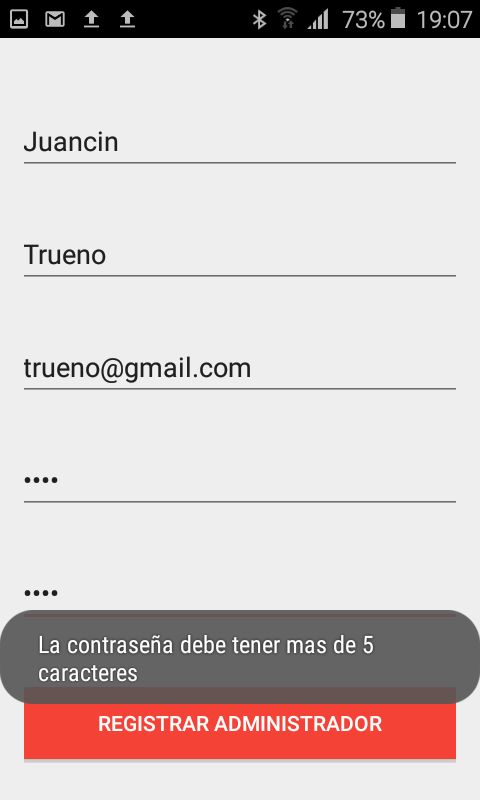 73% 19:07
Juancin
Trueno
trueno@gmail.com
••••
••••
La contraseña debe tener mas de 5
caracteres
REGISTRAR ADMINISTRADOR